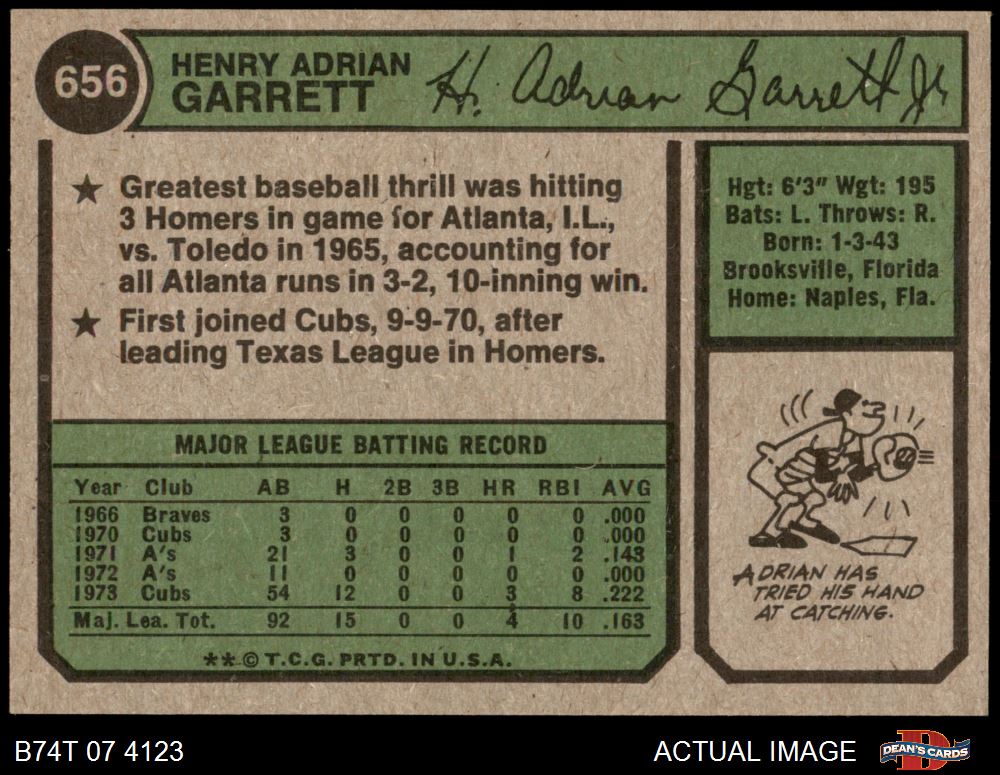 656
HENRY ADRIAN
GARRETT
H. Adrian Garrett Jr
★ Greatest baseball thrill was hitting
3 Homers in game for Atlanta, I.L.,
vs. Toledo in 1965, accounting for
all Atlanta runs in 3-2, 10-inning win.
★ First joined Cubs, 9-9-70, after
leading Texas League in Homers.
Hgt: 6'3" Wgt: 195
Bats: L. Throws: R.
Born: 1-3-43
Brooksville, Florida
Home: Naples, Fla.
MAJOR LEAGUE BATTING RECORD
Year Club AB H 2B 3B HR RBI AVG
1966 Braves 3 0 0 0 0 0 .000
1970 Cubs 3 0 0 0 0 0 .000
1971 A's 21 3 0 0 1 2 .143
1972 A's 11 0 0 0 0 0 .000
1973 Cubs 54 12 0 0 3 8 .222
Maj. Lea. Tot. 92 15 0 0 4 10 .163
**© T.C.G. PRTD. IN U.S.A.
ADRIAN HAS
TRIED HIS HAND
AT CATCHING.
B74T 07 4123
ACTUAL IMAGE
D
DEAN'S CARDS